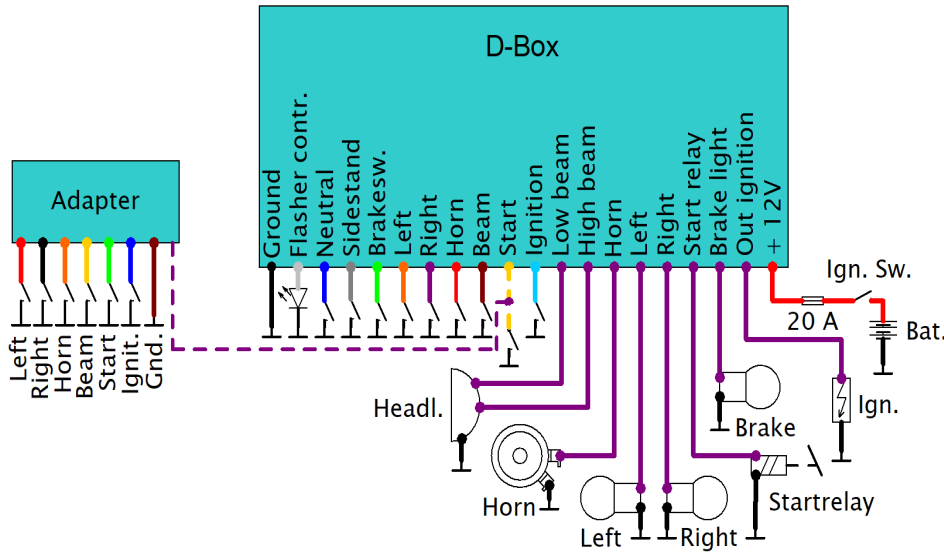 D-Box
Ground
Flasher contr.
Neutral
Sidestand
Brakesw.
Left
Right
Horn
Beam
Start
Ignition
Low beam
High beam
Horn
Left
Right
Start relay
Brake light
Out ignition
+ 12V
Adapter
Left
Right
Horn
Beam
Start
Ignit.
Gnd.
Ign. Sw.
20 A
Bat.
Headl.
Brake
Ign.
Horn
Startrelay
Left
Right